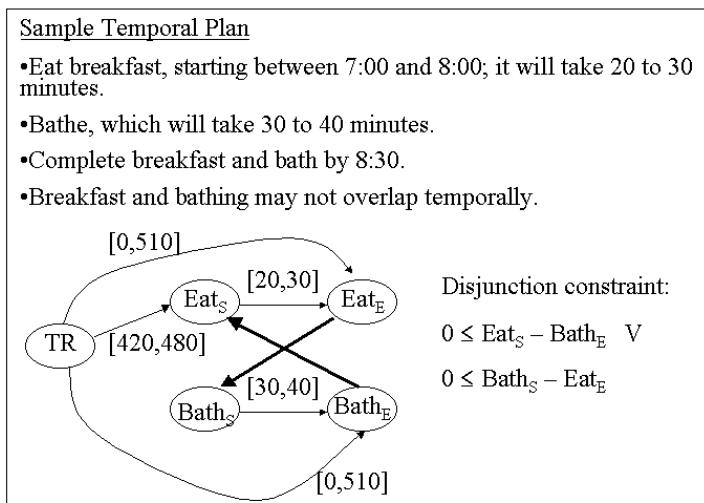 Sample Temporal Plan
•Eat breakfast, starting between 7:00 and 8:00; it will take 20 to 30
minutes.
•Bathe, which will take 30 to 40 minutes.
•Complete breakfast and bath by 8:30.
•Breakfast and bathing may not overlap temporally.
[0,510]
[20,30]
EatS
EatE
Disjunction constraint:
TR
[420,480]
0 ≤ EatS – BathE V
0 ≤ BathS – EatE
[30,40]
BathS
BathE
[0,510]